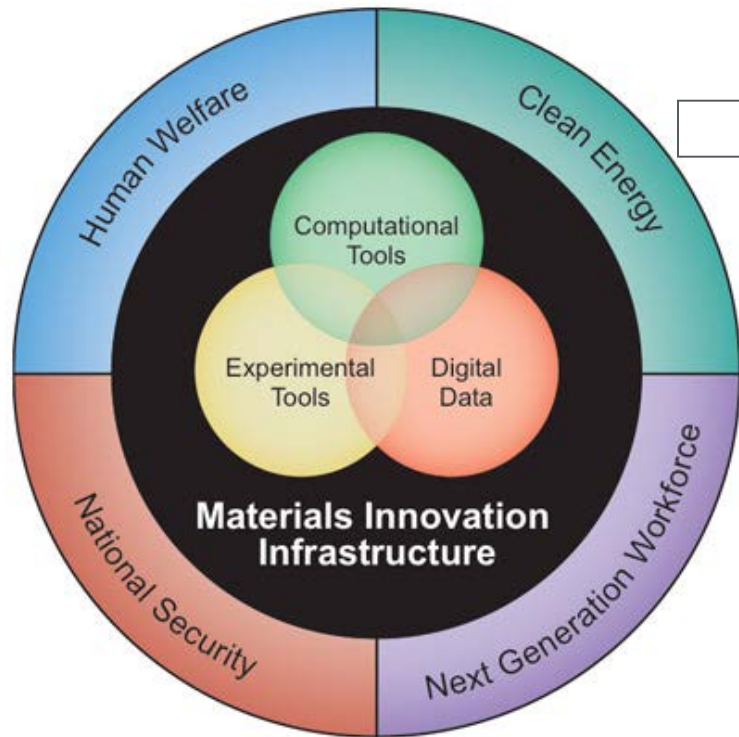 Human Welfare
Clean Energy
Computational
Tools
Experimental
Tools
Digital
Data
Materials Innovation
Infrastructure
National Security
Next Generation Workforce